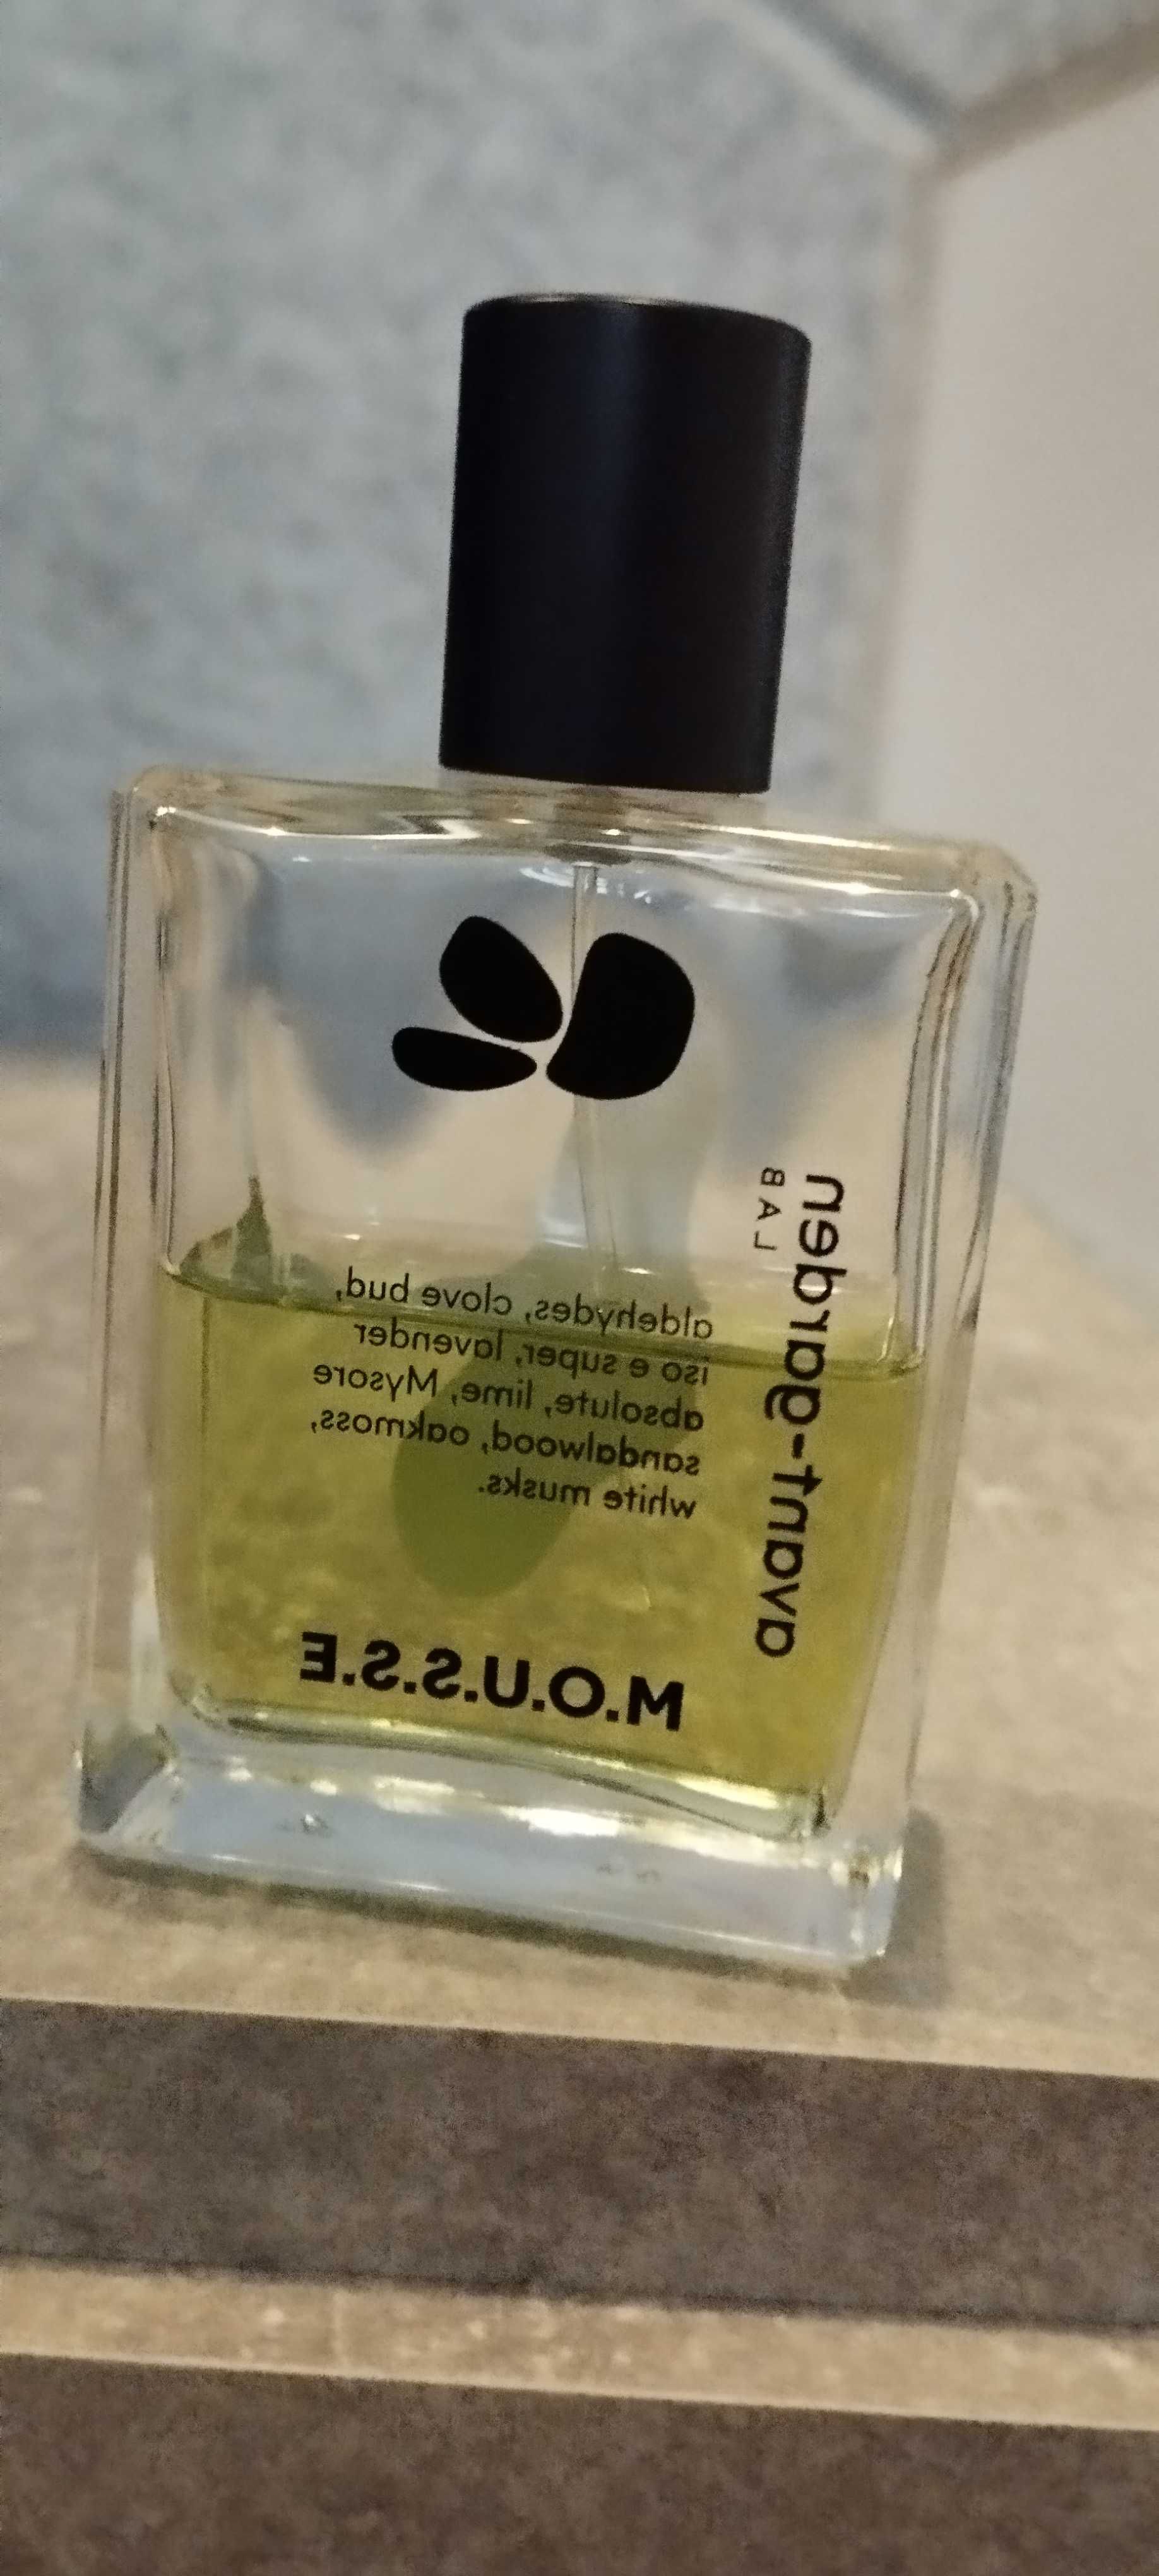 avant-garden
LAB
aldehydes, clove bud,
iso e super, lavender
absolute, lime, Mysore
sandalwood, oakmoss,
white musks.
M.O.U.S.S.E